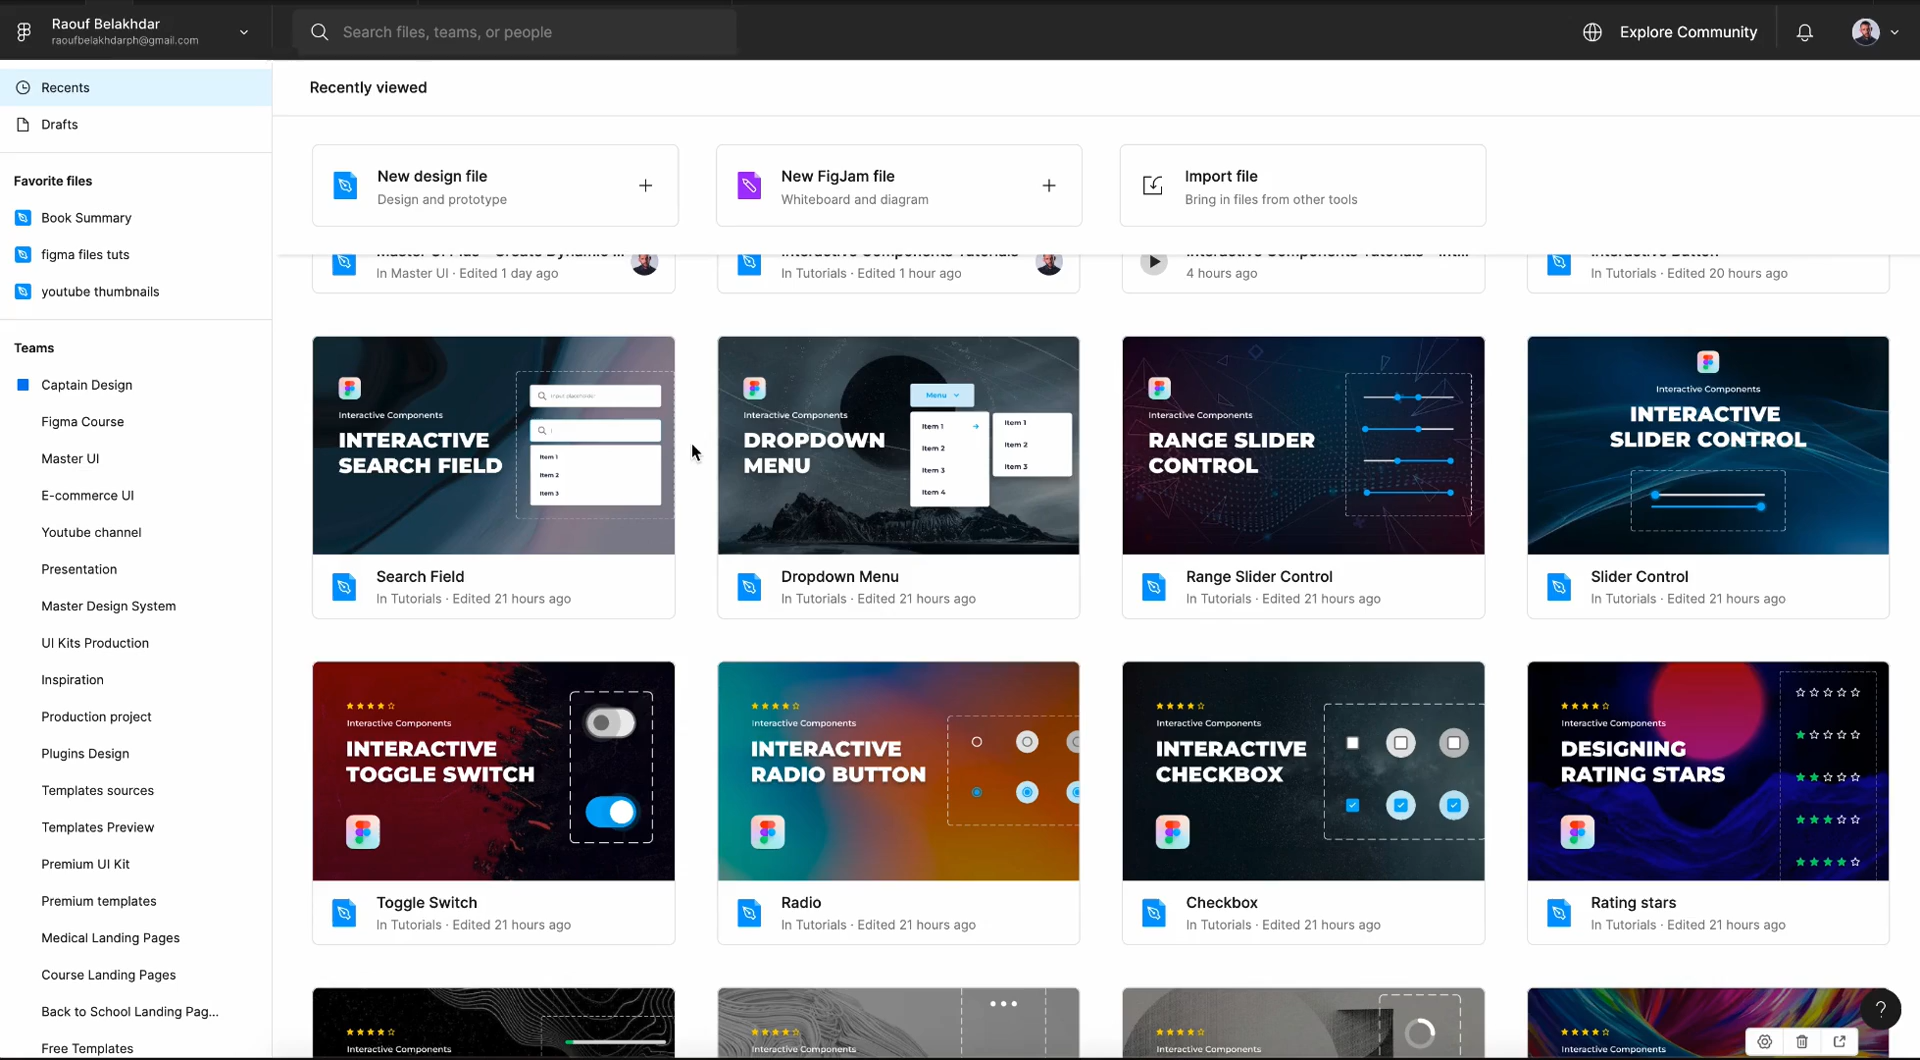 Raouf Belakhdar
raoufbelakhdarph@gmail.com
Search files, teams, or people
Explore Community
Recents
Drafts
Favorite files
Book Summary
figma files tuts
youtube thumbnails
Teams
Captain Design
Figma Course
Master UI
E-commerce UI
Youtube channel
Presentation
Master Design System
UI Kits Production
Inspiration
Production project
Plugins Design
Templates sources
Templates Preview
Premium UI Kit
Premium templates
Medical Landing Pages
Course Landing Pages
Back to School Landing Pag...
Free Templates
Recently viewed
New design file
Design and prototype
New FigJam file
Whiteboard and diagram
Import file
Bring in files from other tools
In Master UI · Edited 1 day ago
In Tutorials · Edited 1 hour ago
4 hours ago
In Tutorials · Edited 20 hours ago
Interactive Components
INTERACTIVE
SEARCH FIELD
Input placeholder
Item 1
Item 2
Item 3
Search Field
In Tutorials · Edited 21 hours ago
Interactive Components
DROPDOWN
MENU
Menu
Item 1
Item 2
Item 3
Item 4
Item 1
Item 2
Item 3
Dropdown Menu
In Tutorials · Edited 21 hours ago
Interactive Components
RANGE SLIDER
CONTROL
Range Slider Control
In Tutorials · Edited 21 hours ago
Interactive Components
INTERACTIVE
SLIDER CONTROL
Slider Control
In Tutorials · Edited 21 hours ago
Interactive Components
INTERACTIVE
TOGGLE SWITCH
Toggle Switch
In Tutorials · Edited 21 hours ago
Interactive Components
INTERACTIVE
RADIO BUTTON
Radio
In Tutorials · Edited 21 hours ago
Interactive Components
INTERACTIVE
CHECKBOX
Checkbox
In Tutorials · Edited 21 hours ago
Interactive Components
DESIGNING
RATING STARS
Rating stars
In Tutorials · Edited 21 hours ago
Interactive Components
Interactive Components
Interactive Components
Interactive Components
?